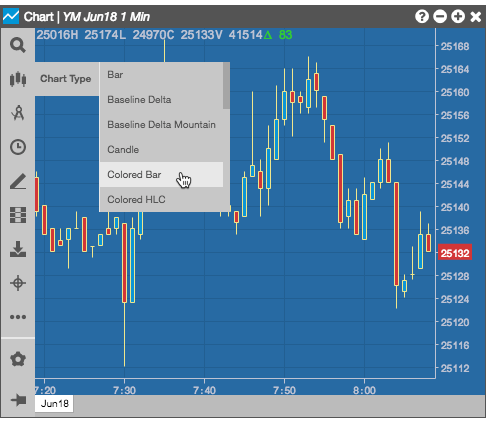 Chart | YM Jun18 1 Min
25016H 25174L 24970C 25133V 41514Δ 83
Chart Type
Bar
Baseline Delta
Baseline Delta Mountain
Candle
Colored Bar
Colored HLC
25168
25164
25160
25156
25152
25148
25144
25140
25136
25132
25128
25124
25120
25116
25112
7:20
7:30
7:40
7:50
8:00
Jun18